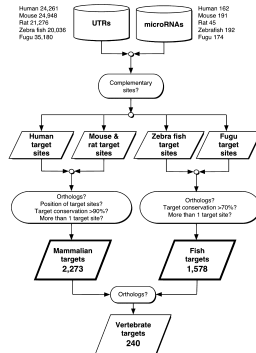 Human 24,261
Mouse 24,948
Rat 21,276
Zebra fish 20,036
Fugu 35,180
UTRs
microRNAs
Human 162
Mouse 191
Rat 45
Zebrafish 192
Fugu 174
Complementary
sites?
Human
target
sites
Mouse &
rat target
sites
Zebra fish
target
sites
Fugu
target
sites
Orthologs?
Position of target sites?
Target conservation >90%?
More than 1 target site?
Orthologs?
Target conservation >70%?
More than 1 target site?
Mammalian
targets
2,273
Fish
targets
1,578
Orthologs?
Vertebrate
targets
240